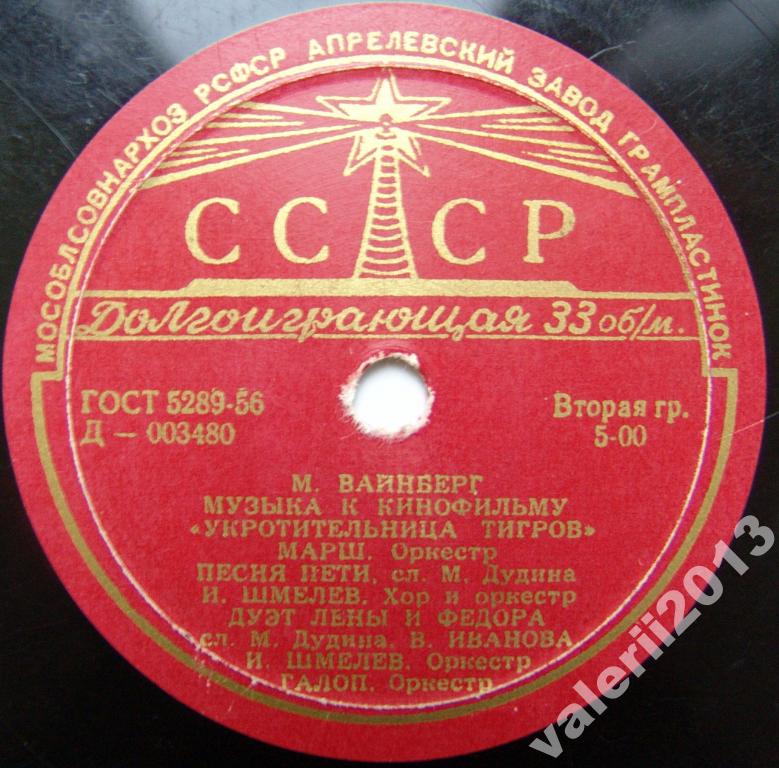 МОСОБЛСОВНАРХОЗ РСФСР АПРЕЛЕВСКИЙ ЗАВОД ГРАМПЛАСТИНОК
СССР
Долгоиграющая 33 об/м.
ГОСТ 5289-56
Д — 003480
Вторая гр.
5-00
М. ВАЙНБЕРГ
МУЗЫКА К КИНОФИЛЬМУ
«УКРОТИТЕЛЬНИЦА ТИГРОВ»
МАРШ. Оркестр
ПЕСНЯ ПЕТИ, сл. М. Дудина
И. ШМЕЛЕВ. Хор и оркестр
ДУЭТ ЛЕНЫ И ФЕДОРА
сл. М. Дудина. В. ИВАНОВА
И. ШМЕЛЕВ. Оркестр
ГАЛОП. Оркестр
valerii2013